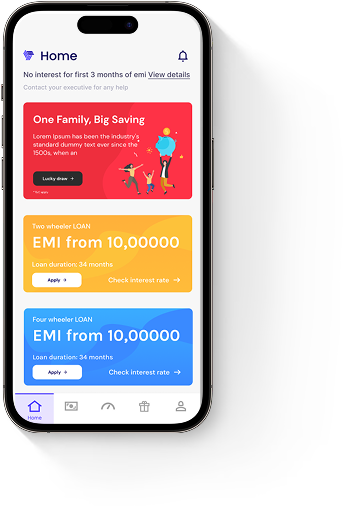 Home
No interest for first 3 months of emi View details
Contact your executive for any help
One Family, Big Saving
Lorem Ipsum has been the industry's
standard dummy text ever since the
1500s, when an
Lucky draw →
Two wheeler LOAN
EMI from 10,00000
Loan duration: 34 months
Apply → Check interest rate →
Four wheeler LOAN
EMI from 10,00000
Loan duration: 34 months
Apply → Check interest rate →
Home